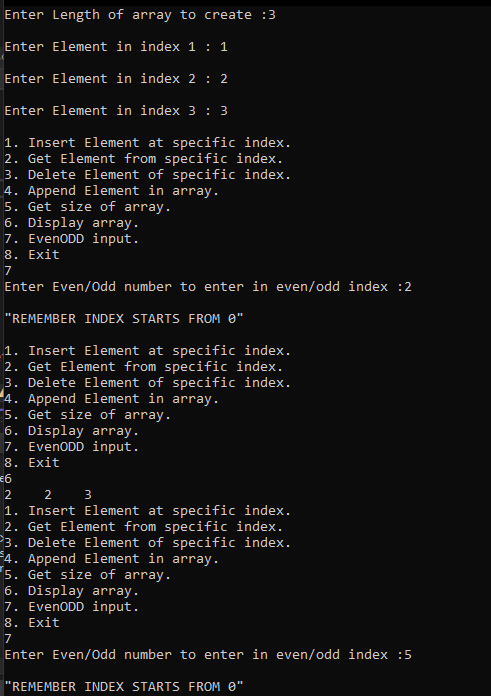 Enter Length of array to create :3
Enter Element in index 1 : 1
Enter Element in index 2 : 2
Enter Element in index 3 : 3
1. Insert Element at specific index.
2. Get Element from specific index.
3. Delete Element of specific index.
4. Append Element in array.
5. Get size of array.
6. Display array.
7. EvenODD input.
8. Exit
7
Enter Even/Odd number to enter in even/odd index :2
"REMEMBER INDEX STARTS FROM 0"
1. Insert Element at specific index.
2. Get Element from specific index.
3. Delete Element of specific index.
4. Append Element in array.
5. Get size of array.
6. Display array.
7. EvenODD input.
8. Exit
6
2    2    3
1. Insert Element at specific index.
2. Get Element from specific index.
3. Delete Element of specific index.
4. Append Element in array.
5. Get size of array.
6. Display array.
7. EvenODD input.
8. Exit
7
Enter Even/Odd number to enter in even/odd index :5
"REMEMBER INDEX STARTS FROM 0"